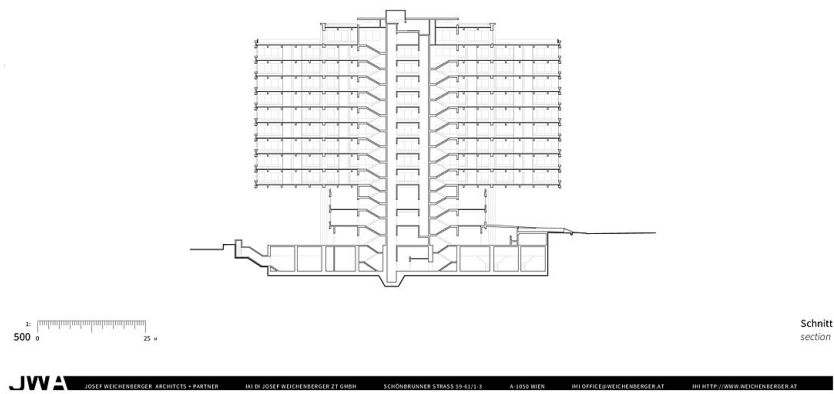 1:
500 0 25 M
Schnitt
section
JWA JOSEF WEICHENBERGER ARCHITCTS + PARTNER IAI DI JOSEF WEICHENBERGER ZT GMBH SCHÖNBRUNNER STRASS 59-61/1-3 A-1050 WIEN IMI OFFICE@WEICHENBERGER.AT IHI HTTP://WWW.WEICHENBERGER.AT